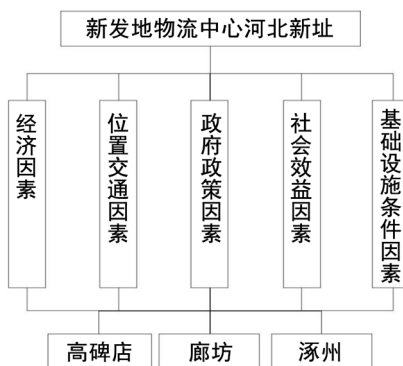 新发地物流中心河北新址
经济因素
位置交通因素
政府政策因素
社会效益因素
基础设施条件因素
高碑店
廊坊
涿州